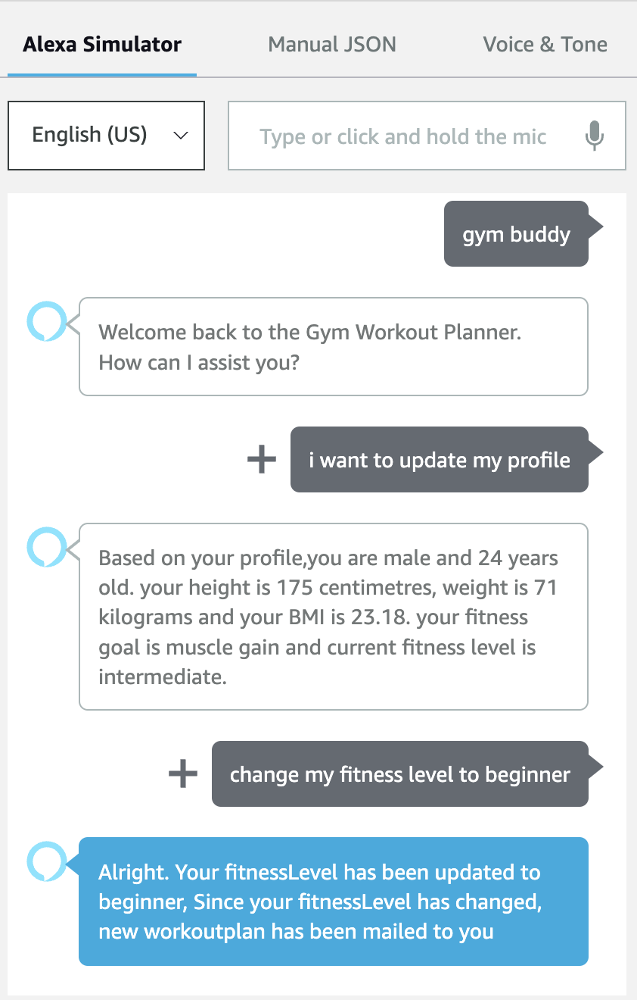 Alexa Simulator
Manual JSON
Voice & Tone
English (US)
Type or click and hold the mic
gym buddy
Welcome back to the Gym Workout Planner.
How can I assist you?
i want to update my profile
Based on your profile,you are male and 24 years
old. your height is 175 centimetres, weight is 71
kilograms and your BMI is 23.18. your fitness
goal is muscle gain and current fitness level is
intermediate.
change my fitness level to beginner
Alright. Your fitnessLevel has been updated to
beginner, Since your fitnessLevel has changed,
new workoutplan has been mailed to you